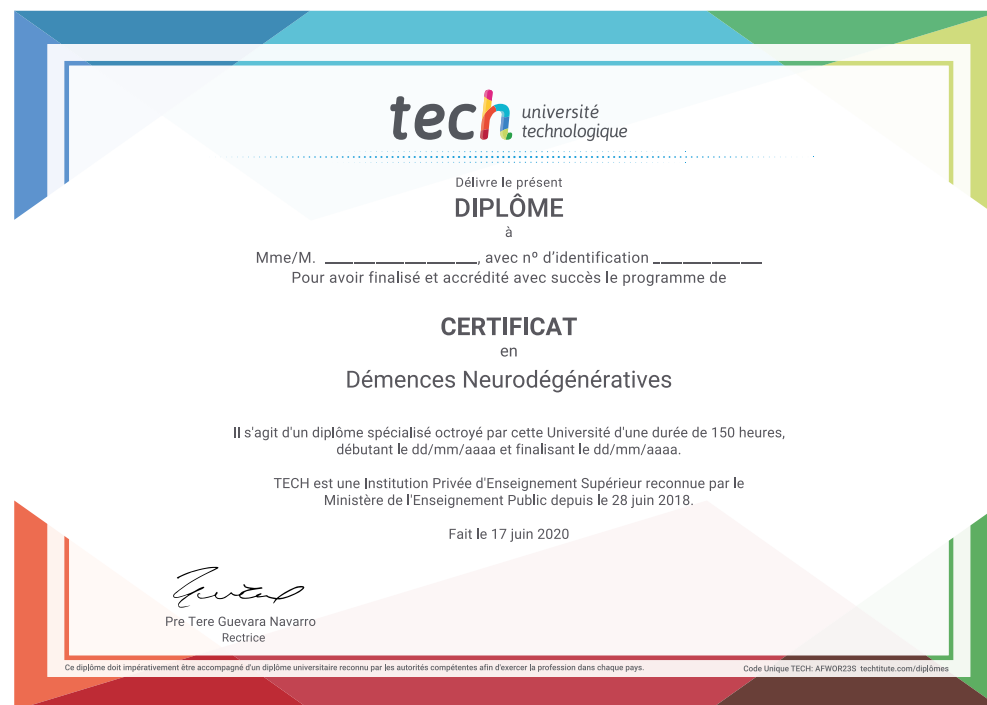 tech université
technologique
Délivre le présent
DIPLÔME
à
Mme/M. ____________________, avec nº d'identification ______________
Pour avoir finalisé et accrédité avec succès le programme de
CERTIFICAT
en
Démences Neurodégénératives
Il s'agit d'un diplôme spécialisé octroyé par cette Université d'une durée de 150 heures,
débutant le dd/mm/aaaa et finalisant le dd/mm/aaaa.
TECH est une Institution Privée d'Enseignement Supérieur reconnue par le
Ministère de l'Enseignement Public depuis le 28 juin 2018.
Fait le 17 juin 2020
Pre Tere Guevara Navarro
Rectrice
Ce diplôme doit impérativement être accompagné d'un diplôme universitaire reconnu par les autorités compétentes afin d'exercer la profession dans chaque pays.
Code Unique TECH: AFWOR23S techtitute.com/diplômes